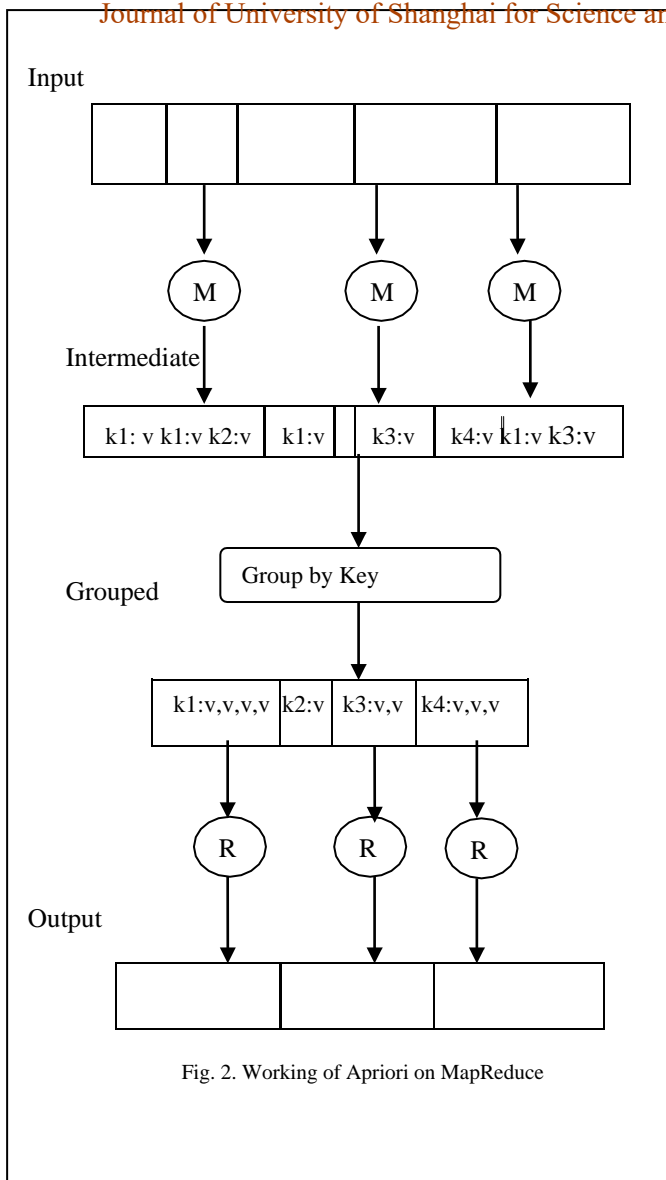 Journal of University of Shanghai for Science an
Input
M M M
Intermediate
k1: v k1:v k2:v k1:v k3:v k4:v k1:v k3:v
Group by Key
Grouped
k1:v,v,v,v k2:v k3:v,v k4:v,v,v
R R R
Output
Fig. 2. Working of Apriori on MapReduce